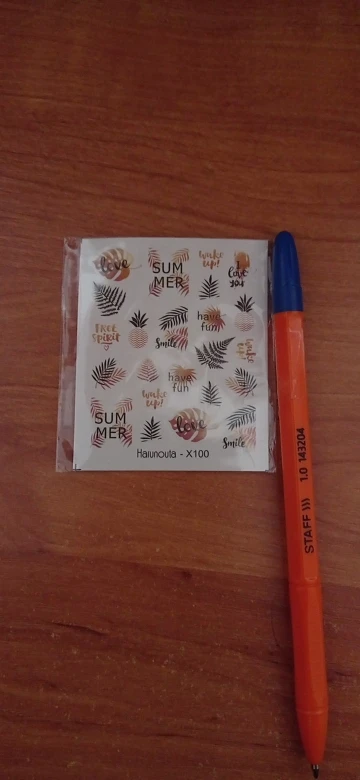 love
SUM
MER
wake
up!
I
love
you
FREE
SPIRIT
have
fun
Smile
have
fun
wake
up!
SUM
MER
love
Smile
Haiunouta - X100
STAFF 1.0 143204